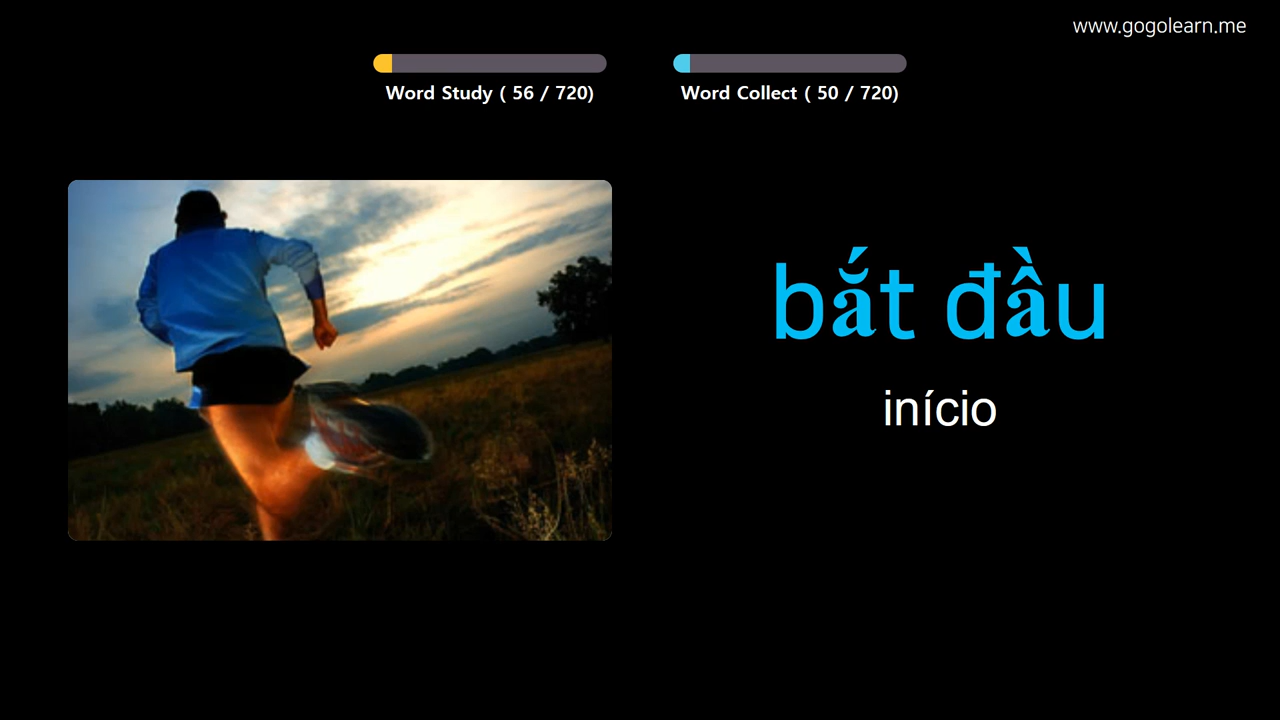 www.gogolearn.me
Word Study ( 56 / 720)
Word Collect ( 50 / 720)
bắt đầu
início